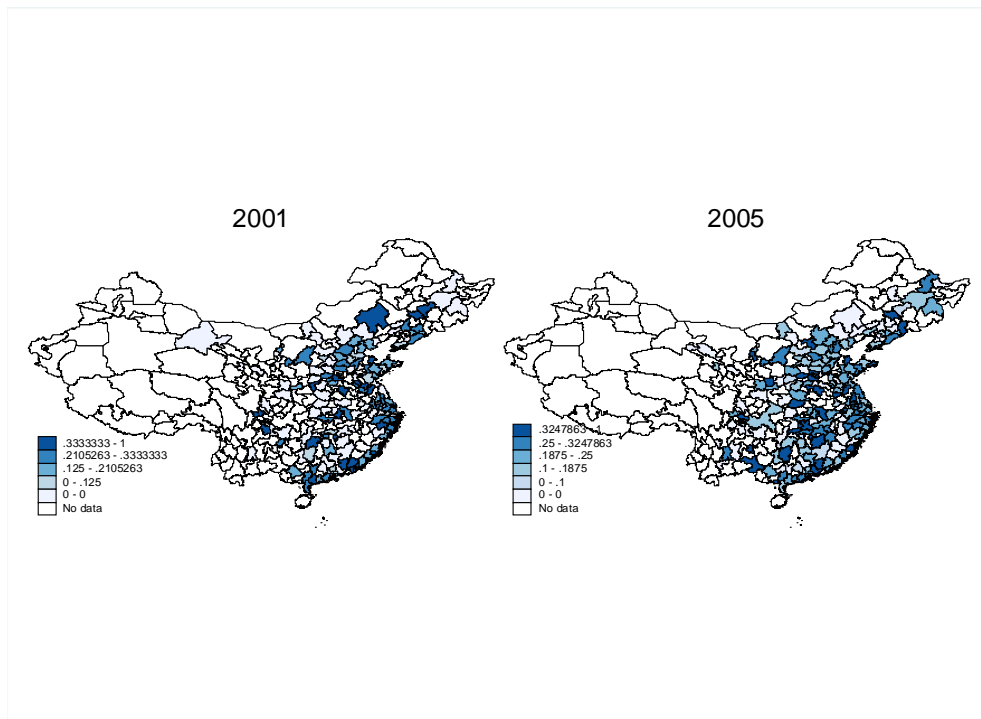 2001
.3333333 - 1
.2105263 - .3333333
.125 - .2105263
0 - .125
0 - 0
No data
2005
.3247863
.25 - .3247863
.1875 - .25
.1 - .1875
0 - .1
0 - 0
No data